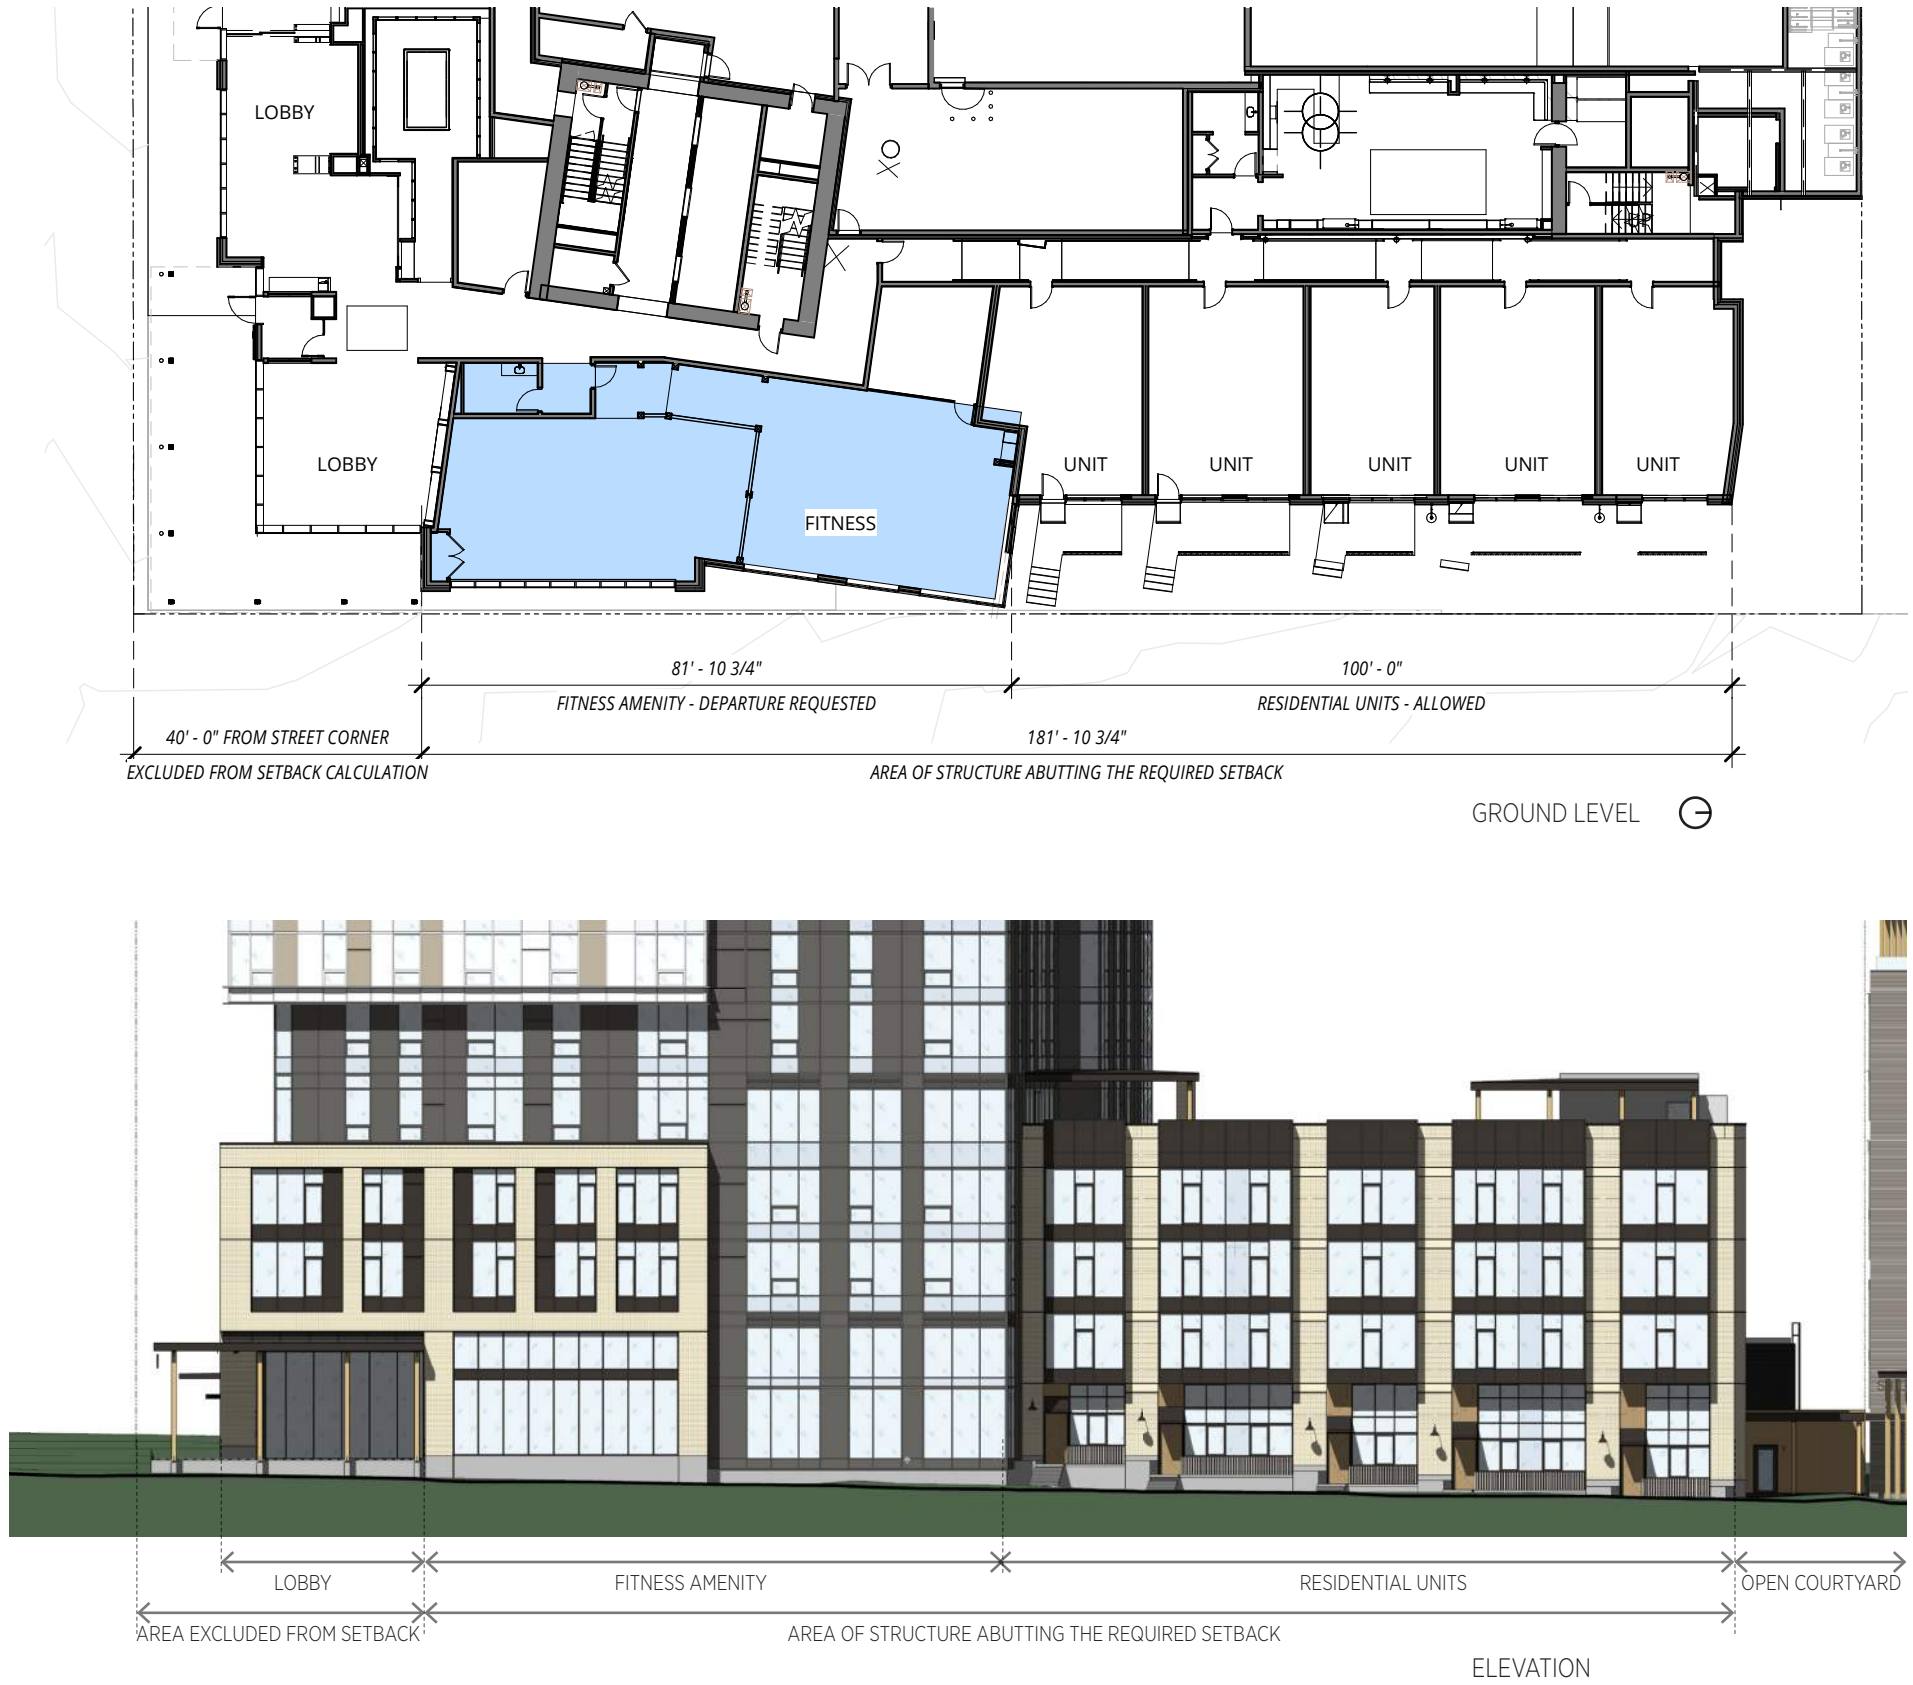 LOBBY
LOBBY
FITNESS
UNIT
UNIT
UNIT
UNIT
UNIT
81' - 10 3/4"
100' - 0"
FITNESS AMENITY - DEPARTURE REQUESTED
RESIDENTIAL UNITS - ALLOWED
40' - 0" FROM STREET CORNER
181' - 10 3/4"
EXCLUDED FROM SETBACK CALCULATION
AREA OF STRUCTURE ABUTTING THE REQUIRED SETBACK
GROUND LEVEL
LOBBY
FITNESS AMENITY
RESIDENTIAL UNITS
OPEN COURTYARD
AREA EXCLUDED FROM SETBACK
AREA OF STRUCTURE ABUTTING THE REQUIRED SETBACK
ELEVATION